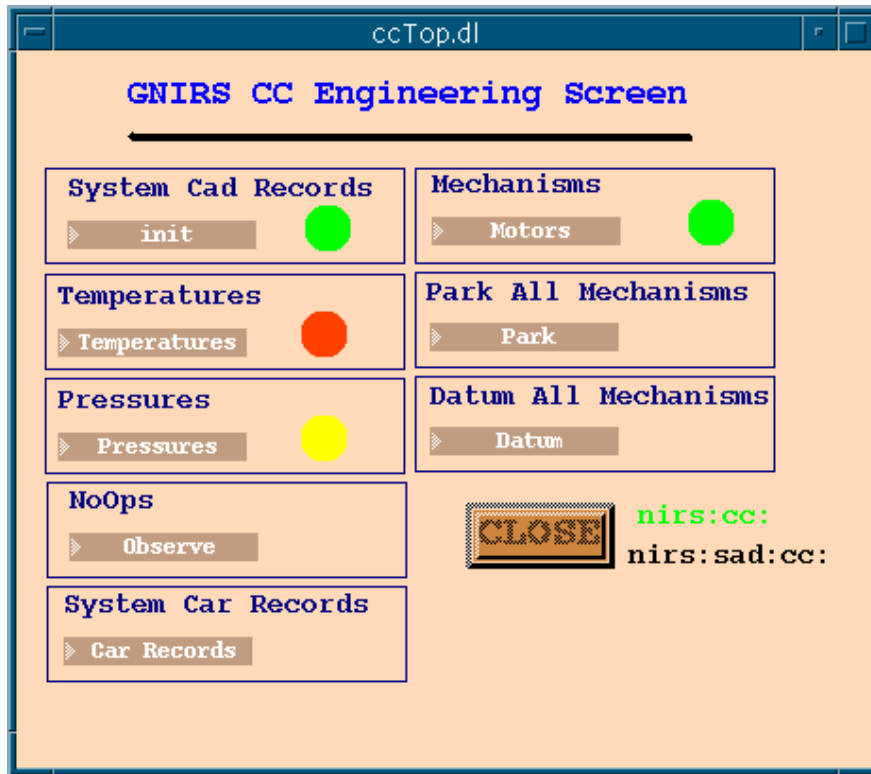 ccTop.dl
GNIRS CC Engineering Screen
System Cad Records
init
Mechanisms
Motors
Temperatures
Temperatures
Park All Mechanisms
Park
Pressures
Pressures
Datum All Mechanisms
Datum
NoOps
Observe
CLOSE
nirs:cc:
nirs:sad:cc:
System Car Records
Car Records